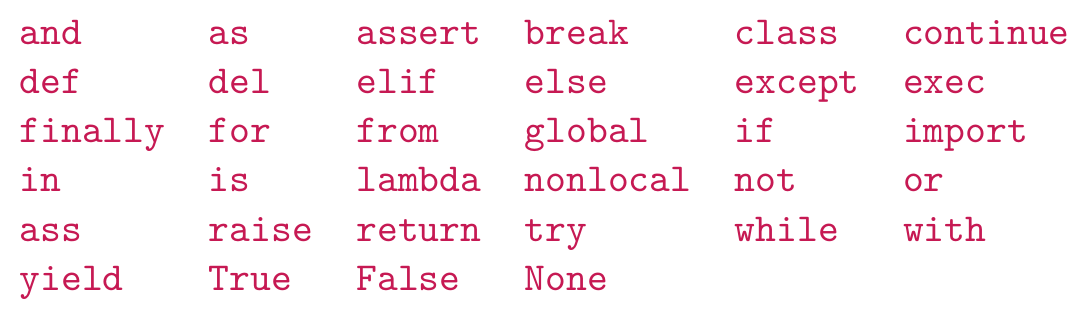 and as assert break class continue
def del elif else except exec
finally for from global if import
in is lambda nonlocal not or
ass raise return try while with
yield True False None